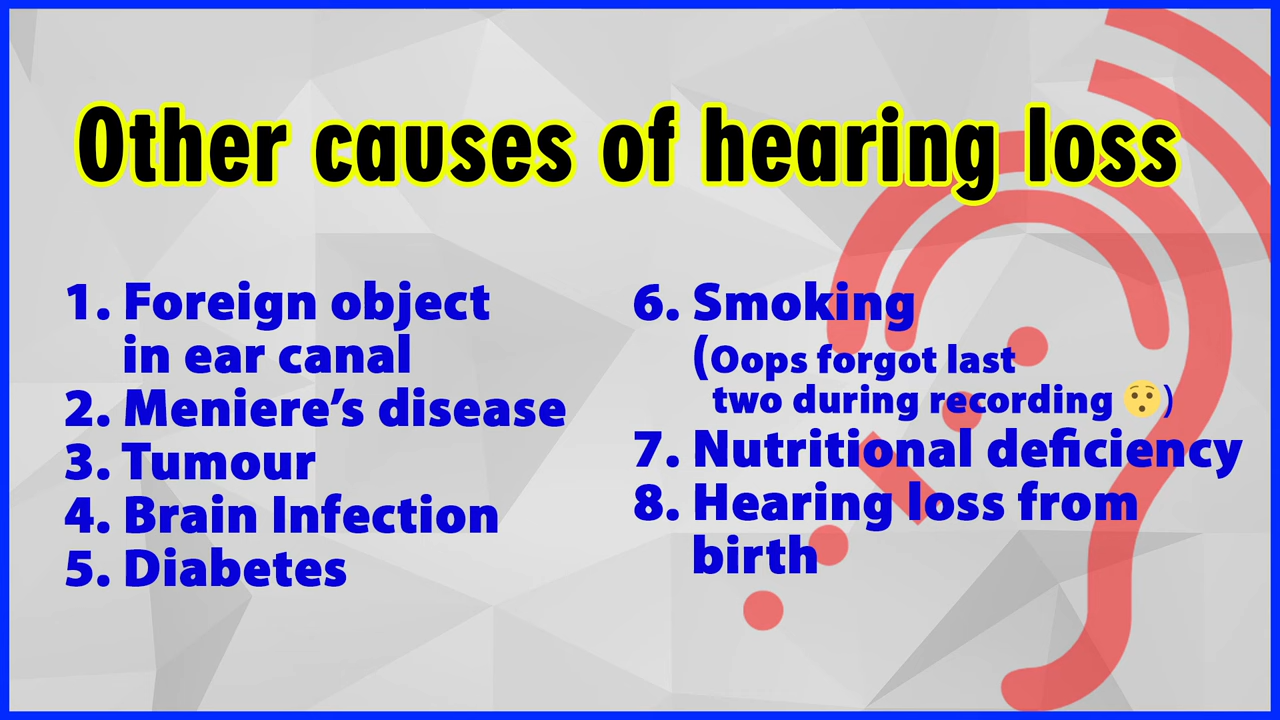 Other causes of hearing loss
1. Foreign object
in ear canal
2. Meniere’s disease
3. Tumour
4. Brain Infection
5. Diabetes
6. Smoking
(Oops forgot last
two during recording 😯)
7. Nutritional deficiency
8. Hearing loss from
birth